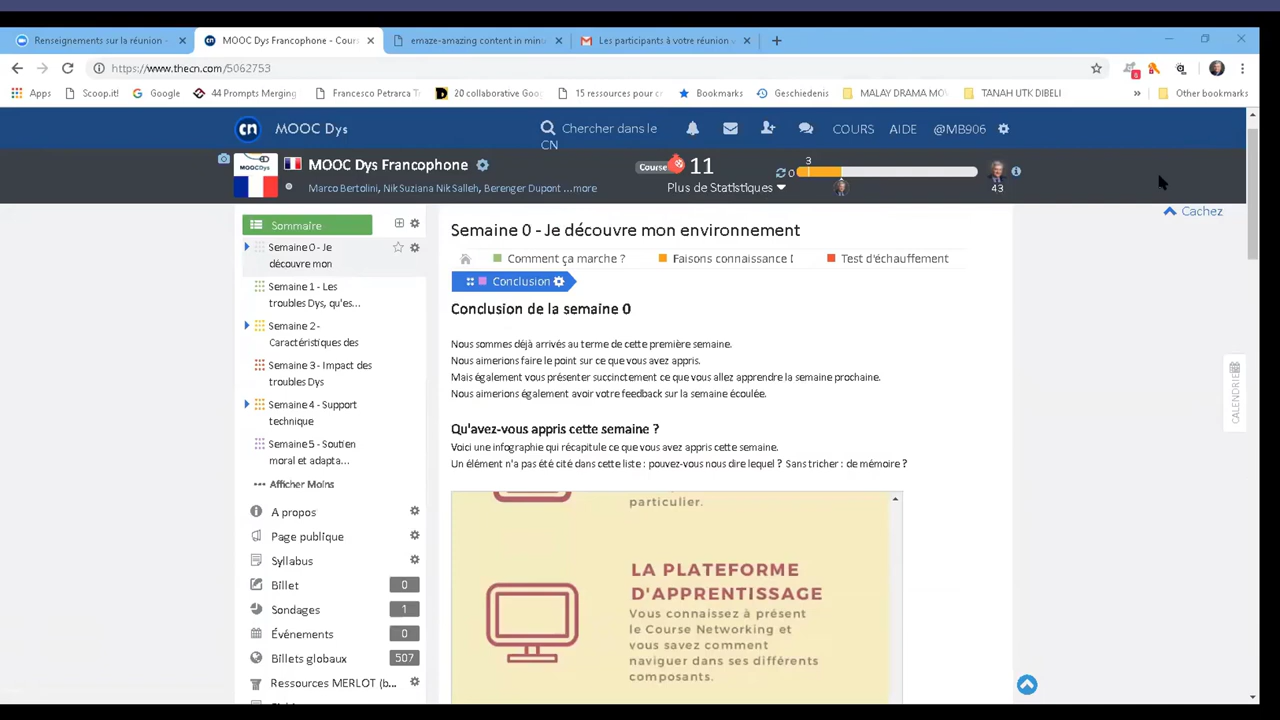 Renseignements sur la réunion -
MOOC Dys Francophone - Cours
emaze-amazing content in minu
Les participants à votre réunion v
https://www.thecn.com/5062753
Apps
Scoop.it!
Google
44 Prompts Merging
Francesco Petrarca T
20 collaborative Goog
15 ressources pour cr
Bookmarks
Geschiedenis
MALAY DRAMA MOV
TANAH UTK DIBELI
Other bookmarks
cn
MOOC Dys
Chercher dans le
CN
COURS
AIDE
@MB906
MOOCDys
MOOC Dys Francophone
Marco Bertolini, Nik Suziana Nik Salleh, Berenger Dupont ...more
Course
11
Plus de Statistiques
0
3
43
Cachez
Sommaire
Semaine 0 - Je
découvre mon
Semaine 1 - Les
troubles Dys, qu'es...
Semaine 2 -
Caractéristiques des
Semaine 3 - Impact des
troubles Dys
Semaine 4 - Support
technique
Semaine 5 - Soutien
moral et adapta...
Afficher Moins
A propos
Page publique
Syllabus
Billet 0
Sondages 1
Événements 0
Billets globaux 507
Ressources MERLOT (b...
Semaine 0 - Je découvre mon environnement
Comment ça marche ?
Faisons connaissance !
Test d'échauffement
Conclusion
Conclusion de la semaine 0
Nous sommes déjà arrivés au terme de cette première semaine.
Nous aimerions faire le point sur ce que vous avez appris.
Mais également vous présenter succinctement ce que vous allez apprendre la semaine prochaine.
Nous aimerions également avoir votre feedback sur la semaine écoulée.
Qu'avez-vous appris cette semaine ?
Voici une infographie qui récapitule ce que vous avez appris cette semaine.
Un élément n'a pas été cité dans cette liste : pouvez-vous nous dire lequel ? Sans tricher : de mémoire ?
particulier.
LA PLATEFORME
D'APPRENTISSAGE
Vous connaissez à présent
le Course Networking et
vous savez comment
naviguer dans ses différents
composants.
CALENDRIER